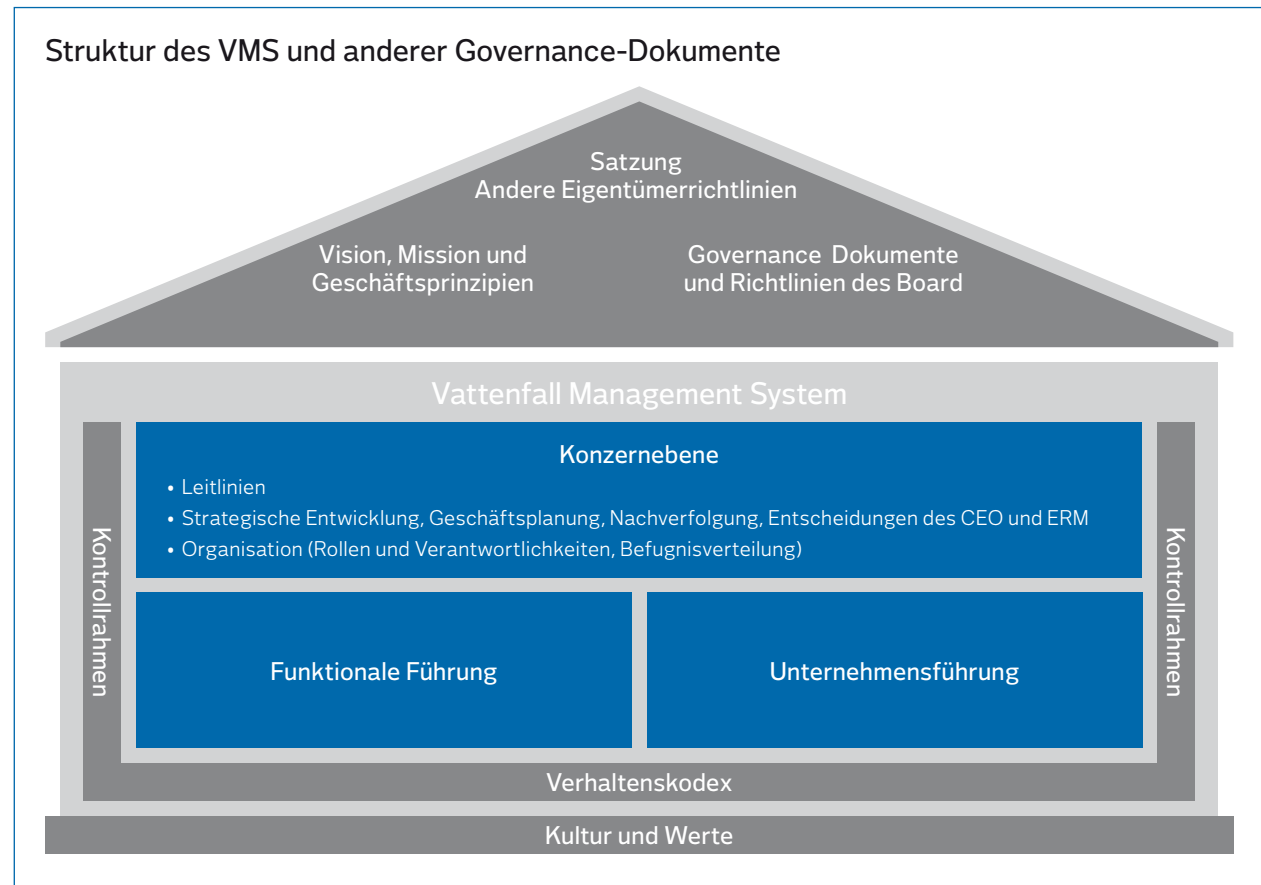 Struktur des VMS und anderer Governance-Dokumente
Satzung
Andere Eigentümerrichtlinien
Vision, Mission und
Geschäftsprinzipien
Governance Dokumente
und Richtlinien des Board
Vattenfall Management System
Kontrollrahmen
Konzernebene
• Leitlinien
• Strategische Entwicklung, Geschäftsplanung, Nachverfolgung, Entscheidungen des CEO und ERM
• Organisation (Rollen und Verantwortlichkeiten, Befugnisverteilung)
Kontrollrahmen
Funktionale Führung
Unternehmensführung
Verhaltenskodex
Kultur und Werte